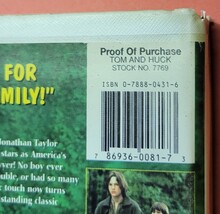 Proof Of Purchase
TOM AND HUCK
STOCK NO. 7769
ISBN 0-7888-0431-6
7 86936-0081-7 3
FOR
MILY!"
onathan Taylor
stars as America's
yer! No boy ever
ouble, or had so many
c touch now turns
standing classic